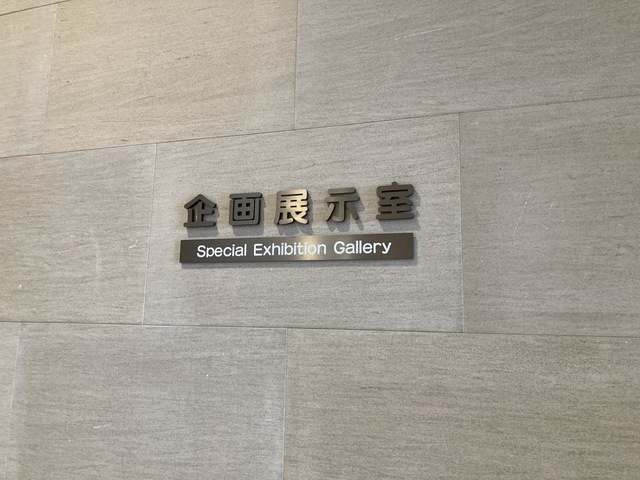 企画展示室
Special Exhibition Gallery